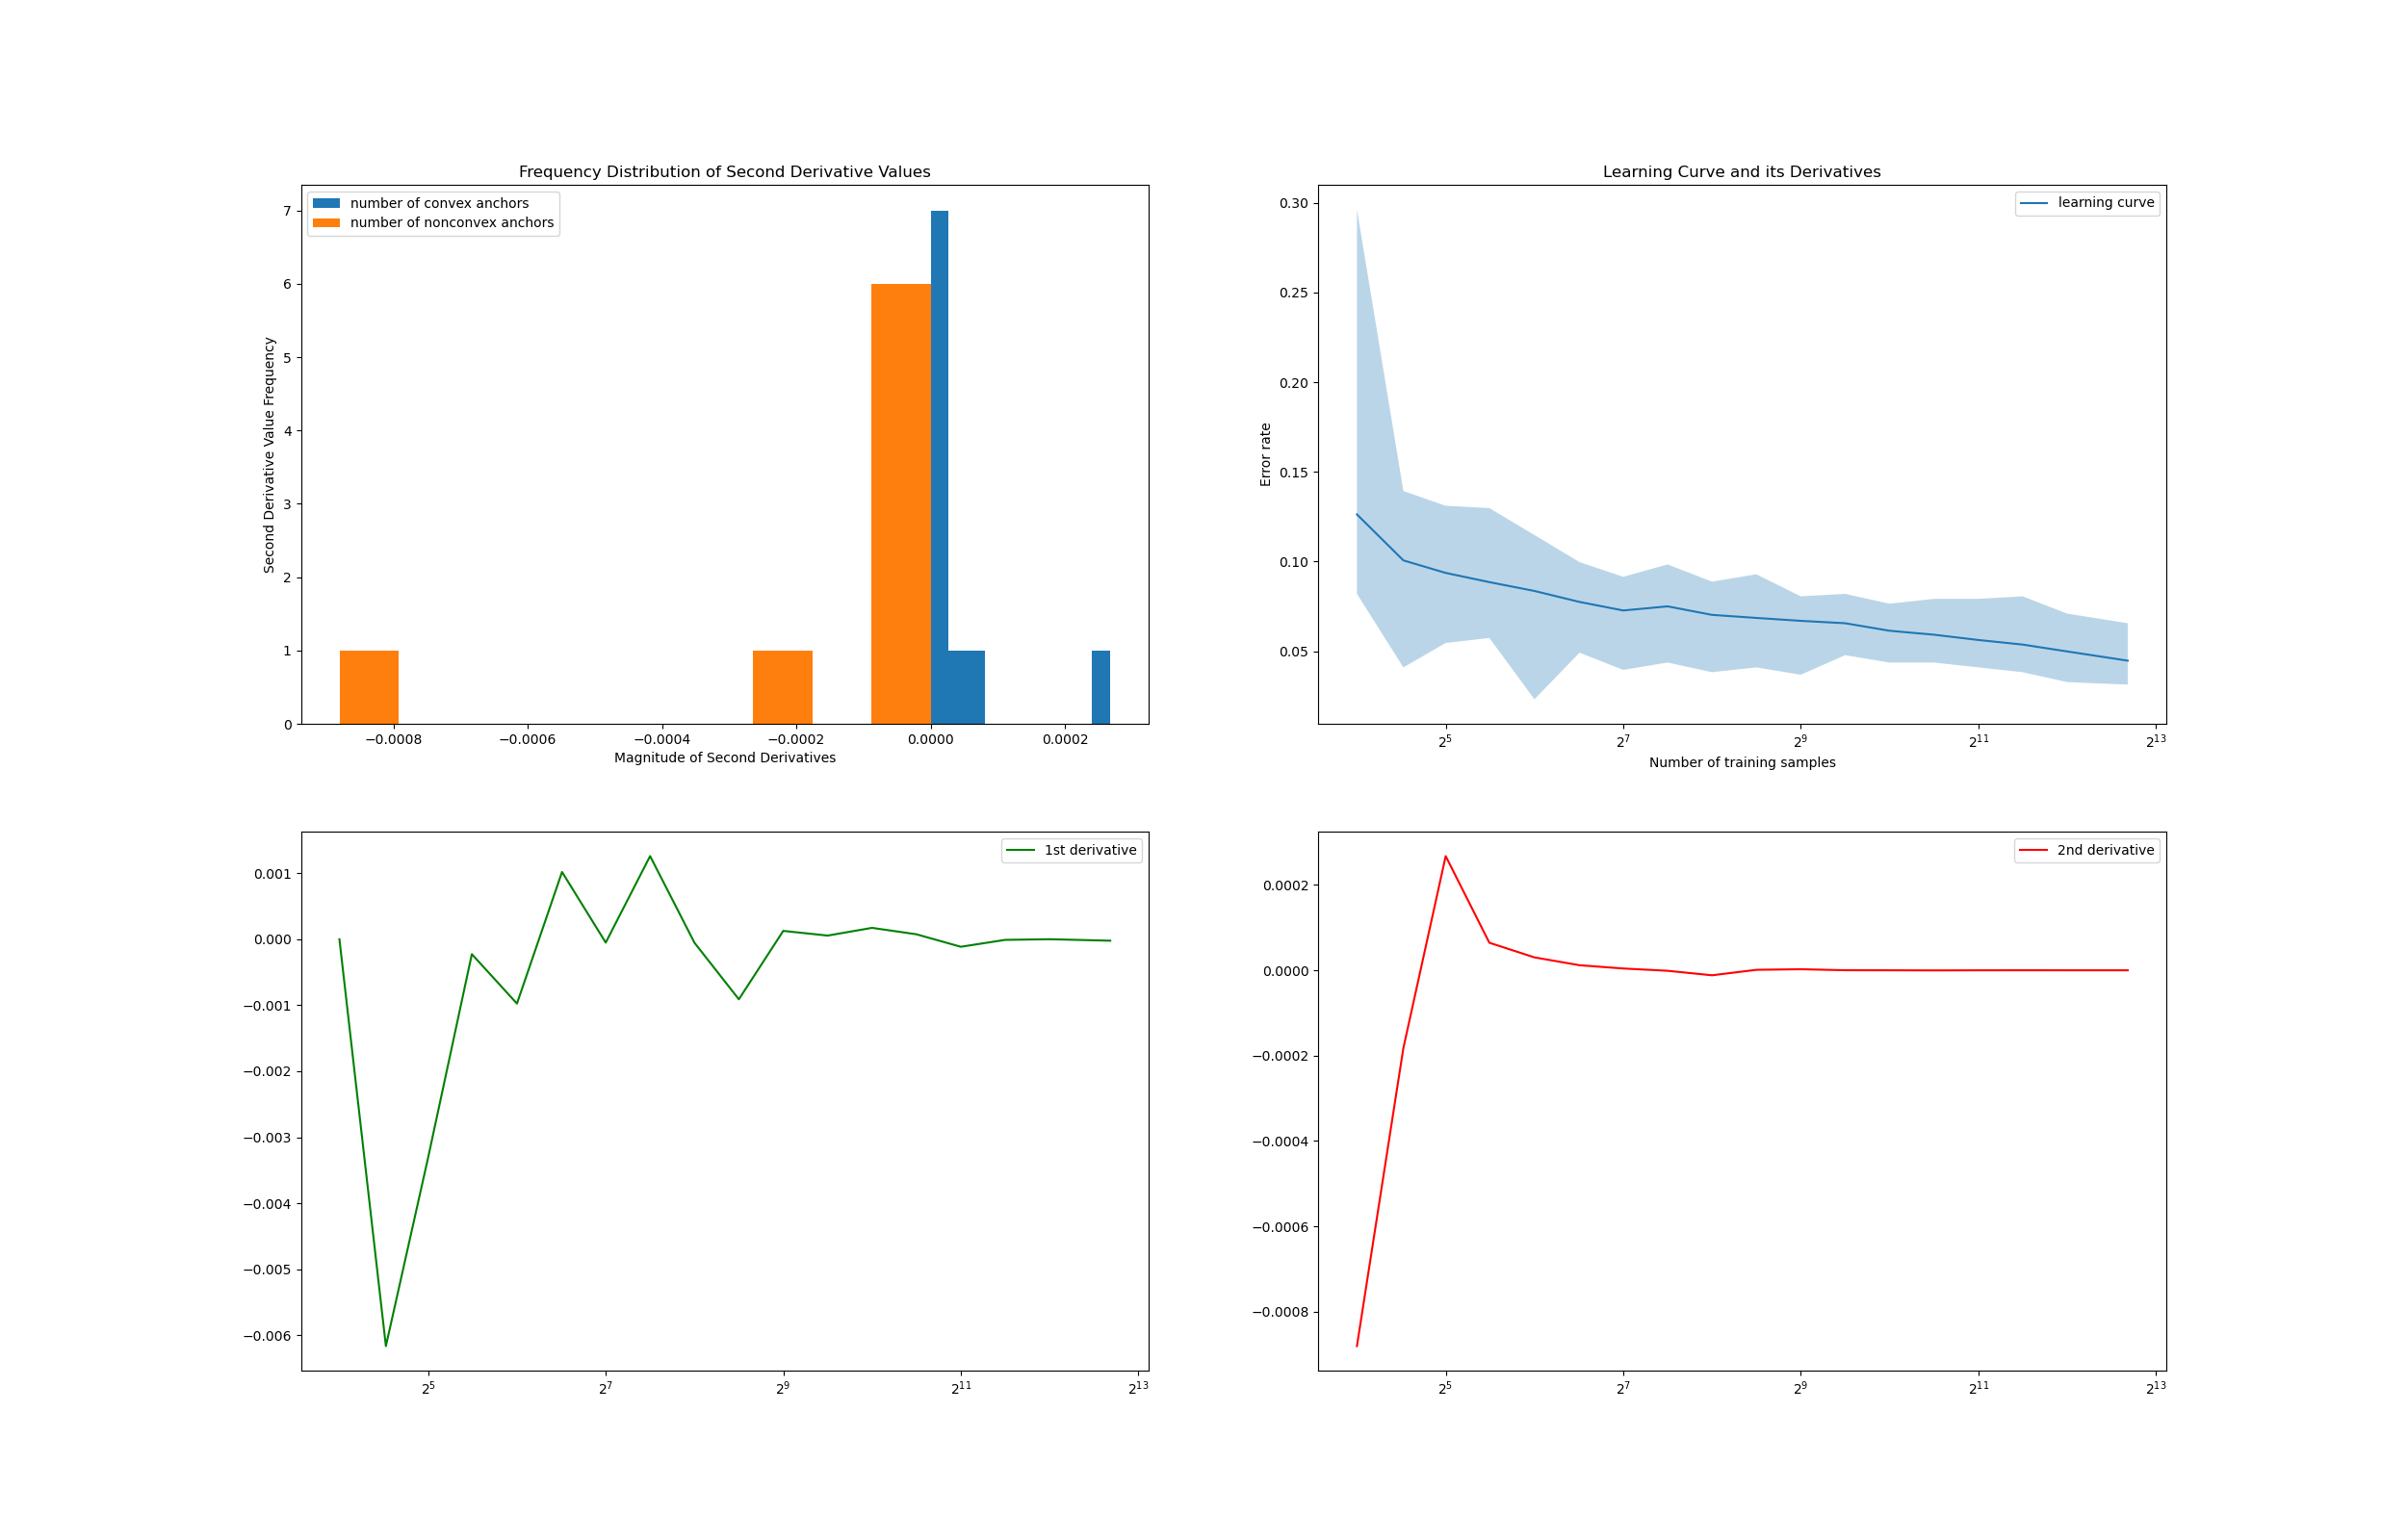 Frequency Distribution of Second Derivative Values
number of convex anchors
number of nonconvex anchors
Second Derivative Value Frequency
7
6
5
4
3
2
1
0
−0.0008 −0.0006 −0.0004 −0.0002 0.0000 0.0002
Magnitude of Second Derivatives
Learning Curve and its Derivatives
learning curve
Error rate
0.30
0.25
0.20
0.15
0.10
0.05
2^5 2^7 2^9 2^11 2^13
Number of training samples
1st derivative
0.001
0.000
−0.001
−0.002
−0.003
−0.004
−0.005
−0.006
2^5 2^7 2^9 2^11 2^13
2nd derivative
0.0002
0.0000
−0.0002
−0.0004
−0.0006
−0.0008
2^5 2^7 2^9 2^11 2^13